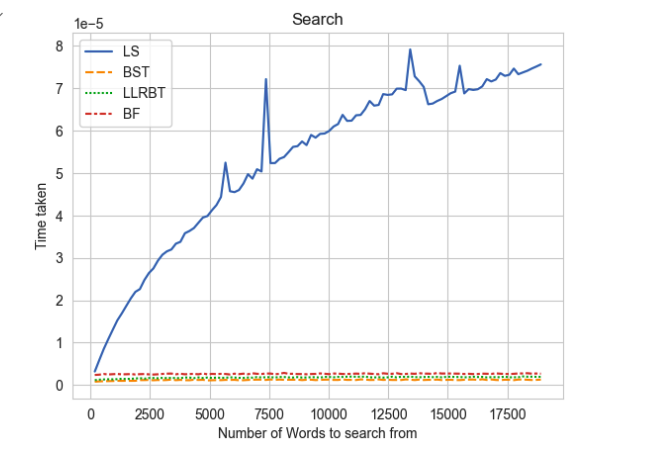 Search
1e−5
LS
BST
LLRBT
BF
8
7
6
5
4
3
2
1
0
Time taken
0 2500 5000 7500 10000 12500 15000 17500
Number of Words to search from